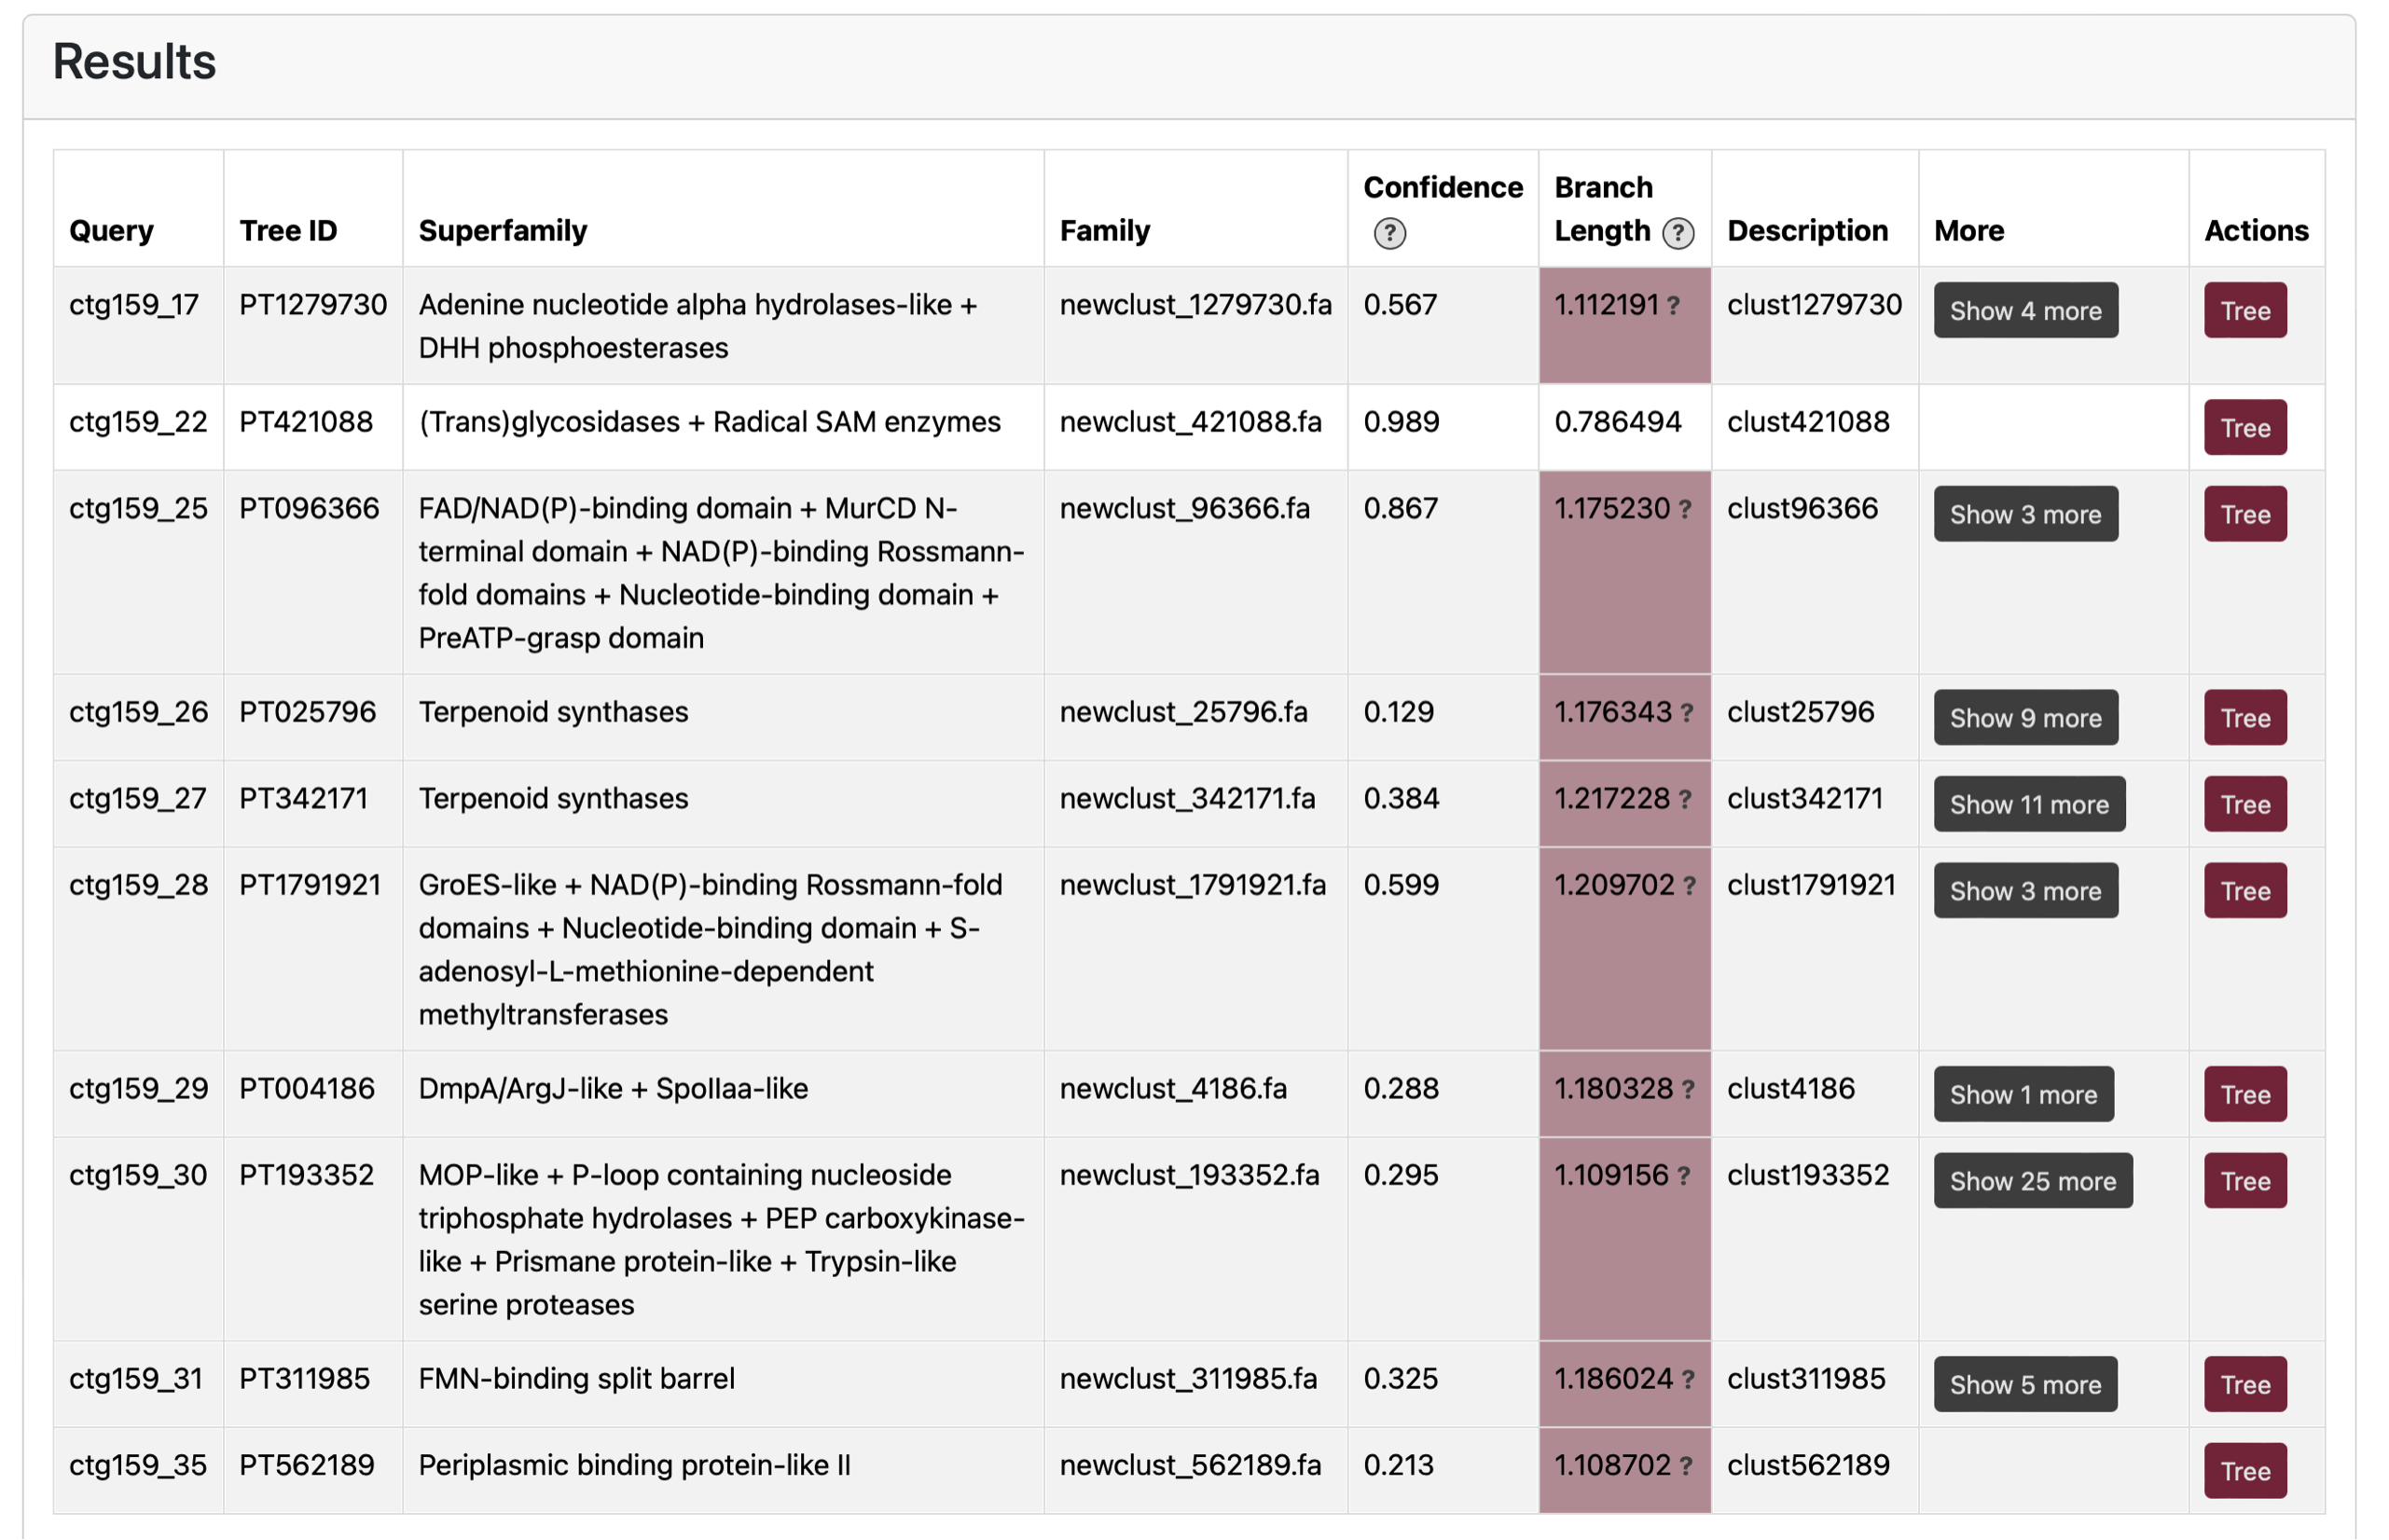 Results
Query Tree ID Superfamily Family Confidence ? Branch Length ? Description More Actions
ctg159_17 PT1279730 Adenine nucleotide alpha hydrolases-like + newclust_1279730.fa 0.567 1.112191 ? clust1279730 Show 4 more Tree
DHH phosphoesterases
ctg159_22 PT421088 (Trans)glycosidases + Radical SAM enzymes newclust_421088.fa 0.989 0.786494 clust421088 Tree
ctg159_25 PT096366 FAD/NAD(P)-binding domain + MurCD N- newclust_96366.fa 0.867 1.175230 ? clust96366 Show 3 more Tree
terminal domain + NAD(P)-binding Rossmann-
fold domains + Nucleotide-binding domain +
PreATP-grasp domain
ctg159_26 PT025796 Terpenoid synthases newclust_25796.fa 0.129 1.176343 ? clust25796 Show 9 more Tree
ctg159_27 PT342171 Terpenoid synthases newclust_342171.fa 0.384 1.217228 ? clust342171 Show 11 more Tree
ctg159_28 PT1791921 GroES-like + NAD(P)-binding Rossmann-fold newclust_1791921.fa 0.599 1.209702 ? clust1791921 Show 3 more Tree
domains + Nucleotide-binding domain + S-
adenosyl-L-methionine-dependent
methyltransferases
ctg159_29 PT004186 DmpA/ArgJ-like + SpoIIaa-like newclust_4186.fa 0.288 1.180328 ? clust4186 Show 1 more Tree
ctg159_30 PT193352 MOP-like + P-loop containing nucleoside newclust_193352.fa 0.295 1.109156 ? clust193352 Show 25 more Tree
triphosphate hydrolases + PEP carboxykinase-
like + Prismane protein-like + Trypsin-like
serine proteases
ctg159_31 PT311985 FMN-binding split barrel newclust_311985.fa 0.325 1.186024 ? clust311985 Show 5 more Tree
ctg159_35 PT562189 Periplasmic binding protein-like II newclust_562189.fa 0.213 1.108702 ? clust562189 Tree